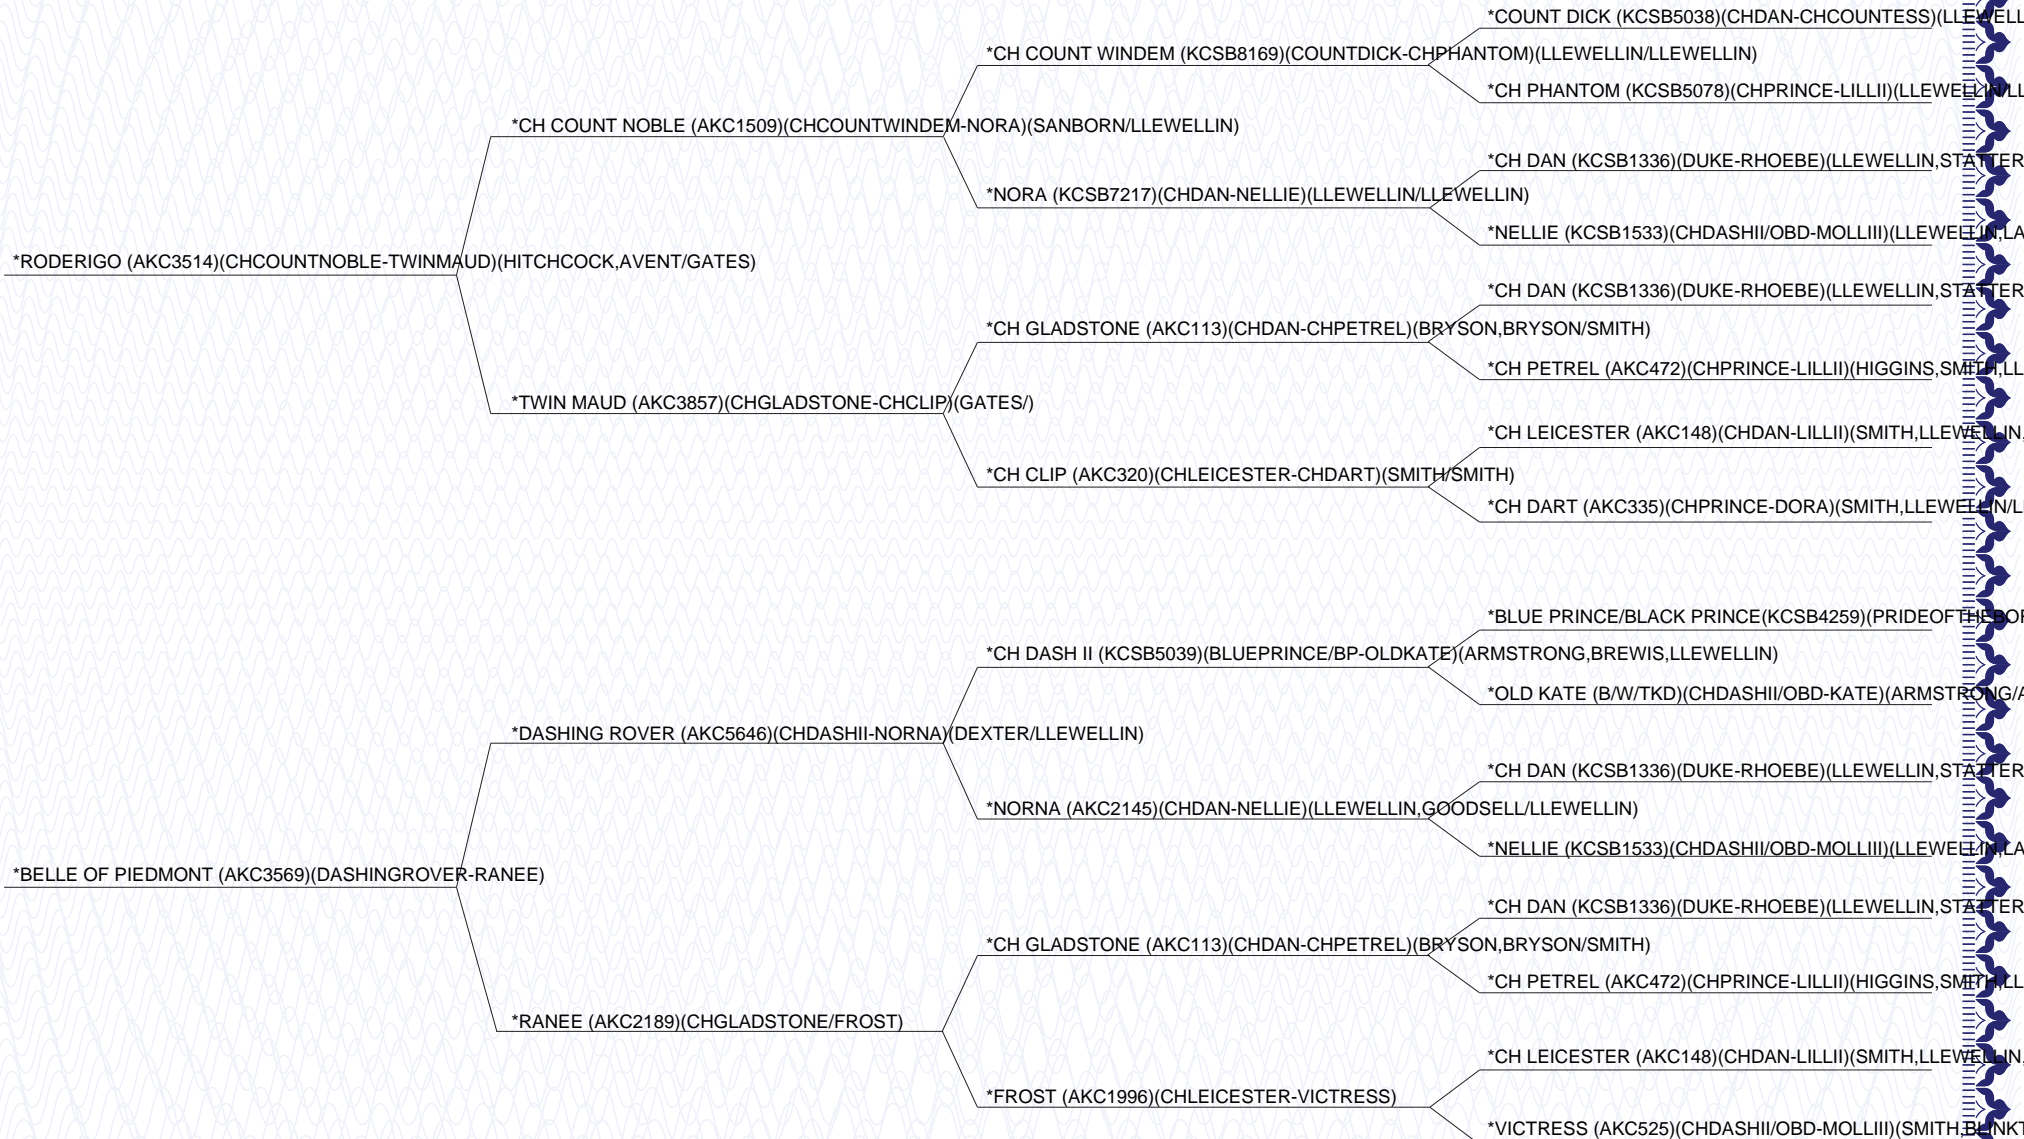 *COUNT DICK (KCSB5038)(CHDAN-CHCOUNTESS)(LLEWELL
*CH COUNT WINDEM (KCSB8169)(COUNTDICK-CHPHANTOM)(LLEWELLIN/LLEWELLIN)
*CH PHANTOM (KCSB5078)(CHPRINCE-LILLII)(LLEWELLIN/LL
*CH COUNT NOBLE (AKC1509)(CHCOUNTWINDEM-NORA)(SANBORN/LLEWELLIN)
*CH DAN (KCSB1336)(DUKE-RHOEBE)(LLEWELLIN,STATTER
*NORA (KCSB7217)(CHDAN-NELLIE)(LLEWELLIN/LLEWELLIN)
*NELLIE (KCSB1533)(CHDASHII/OBD-MOLLIII)(LLEWELLIN,LA
*RODERIGO (AKC3514)(CHCOUNTNOBLE-TWINMAUD)(HITCHCOCK,AVENT/GATES)
*CH DAN (KCSB1336)(DUKE-RHOEBE)(LLEWELLIN,STATTER
*CH GLADSTONE (AKC113)(CHDAN-CHPETREL)(BRYSON,BRYSON/SMITH)
*CH PETREL (AKC472)(CHPRINCE-LILLII)(HIGGINS,SMITH,LL
*TWIN MAUD (AKC3857)(CHGLADSTONE-CHCLIP)(GATES/)
*CH LEICESTER (AKC148)(CHDAN-LILLII)(SMITH,LLEWELLIN,
*CH CLIP (AKC320)(CHLEICESTER-CHDART)(SMITH/SMITH)
*CH DART (AKC335)(CHPRINCE-DORA)(SMITH,LLEWELLIN/L
*BLUE PRINCE/BLACK PRINCE(KCSB4259)(PRIDEOFTHEBOR
*CH DASH II (KCSB5039)(BLUEPRINCE/BP-OLDKATE)(ARMSTRONG,BREWIS,LLEWELLIN)
*OLD KATE (B/W/TKD)(CHDASHII/OBD-KATE)(ARMSTRONG/A
*DASHING ROVER (AKC5646)(CHDASHII-NORNA)(DEXTER/LLEWELLIN)
*CH DAN (KCSB1336)(DUKE-RHOEBE)(LLEWELLIN,STATTER
*NORNA (AKC2145)(CHDAN-NELLIE)(LLEWELLIN,GOODSELL/LLEWELLIN)
*NELLIE (KCSB1533)(CHDASHII/OBD-MOLLIII)(LLEWELLIN,LA
*BELLE OF PIEDMONT (AKC3569)(DASHINGROVER-RANEE)
*CH DAN (KCSB1336)(DUKE-RHOEBE)(LLEWELLIN,STATTER
*CH GLADSTONE (AKC113)(CHDAN-CHPETREL)(BRYSON,BRYSON/SMITH)
*CH PETREL (AKC472)(CHPRINCE-LILLII)(HIGGINS,SMITH,LL
*RANEE (AKC2189)(CHGLADSTONE/FROST)
*CH LEICESTER (AKC148)(CHDAN-LILLII)(SMITH,LLEWELLIN,
*FROST (AKC1996)(CHLEICESTER-VICTRESS)
*VICTRESS (AKC525)(CHDASHII/OBD-MOLLIII)(SMITH,BLINKT